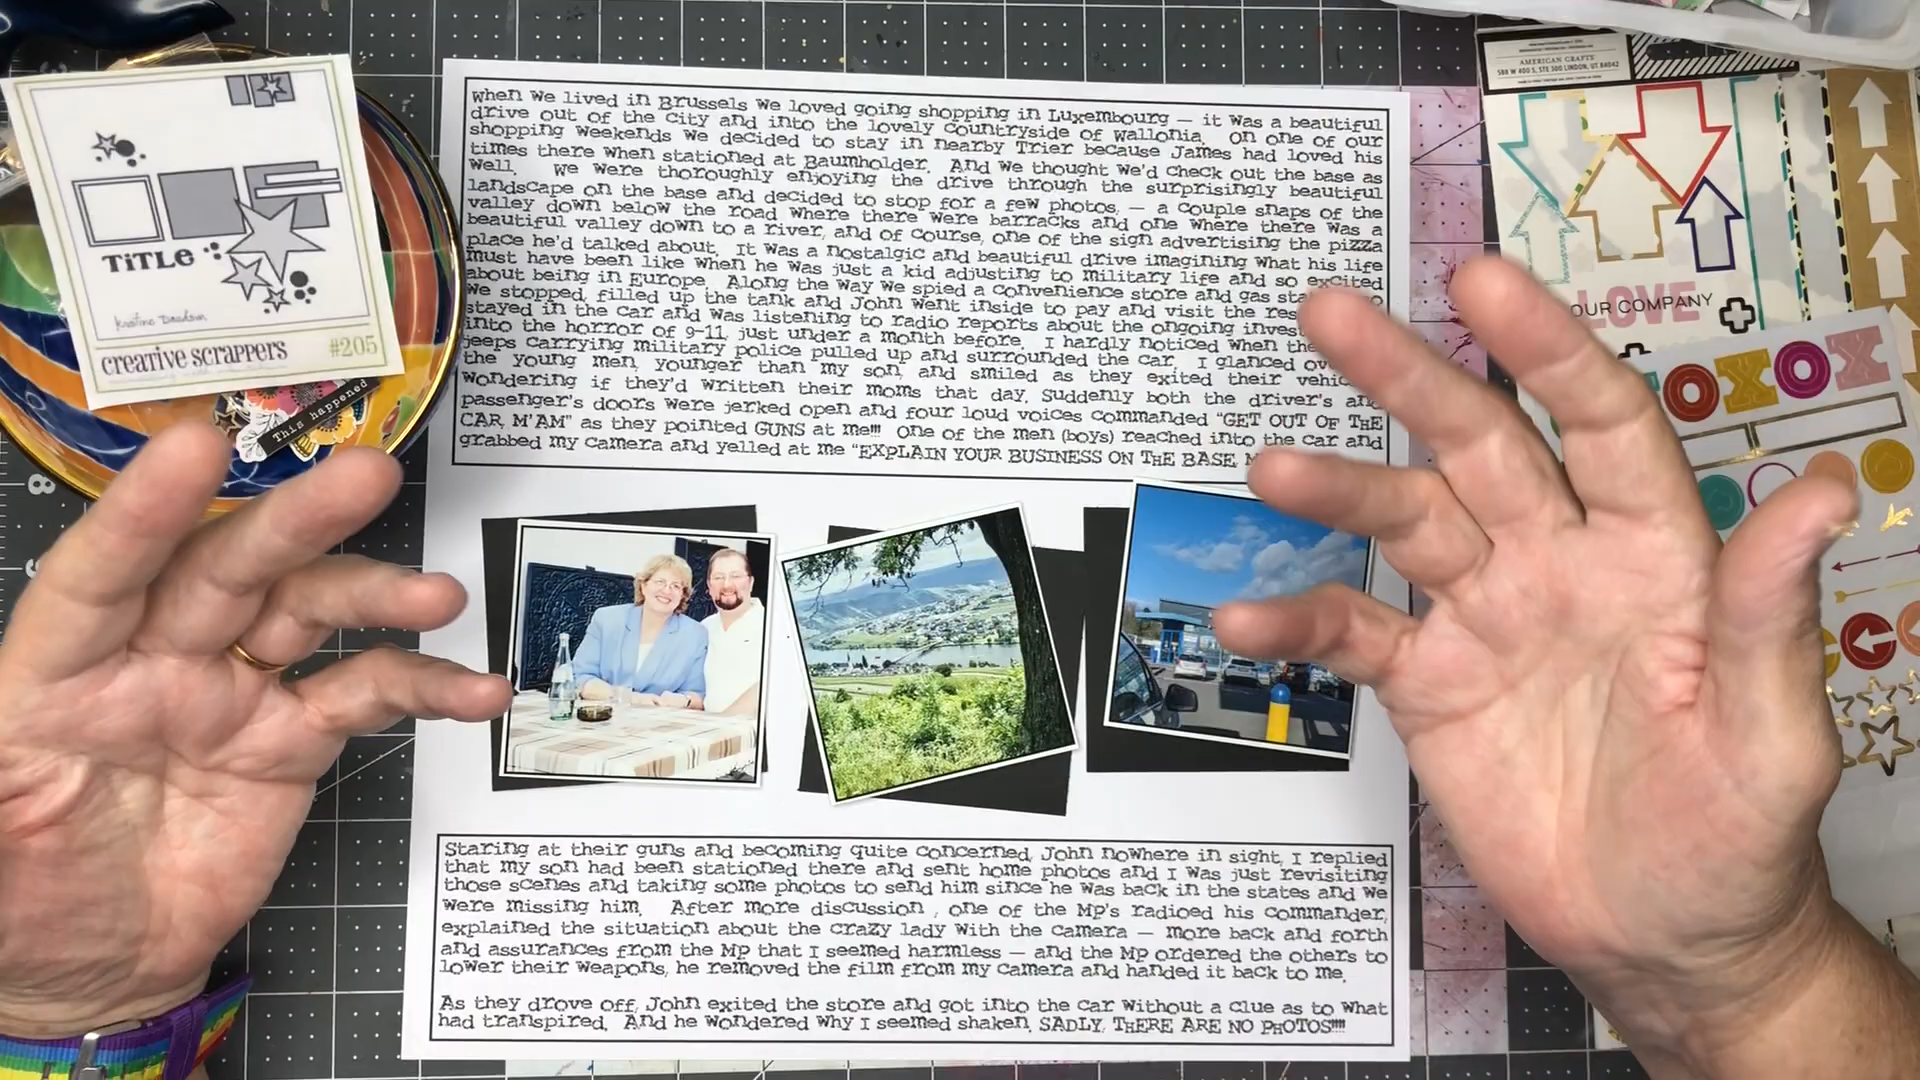 When we lived in Brussels we loved going shopping in Luxembourg — it was a beautiful
drive out of the city and into the lovely countryside of Wallonia. On one of our
shopping weekends we decided to stay in nearby Trier because James had loved his
times there when stationed at Baumholder. And we thought we'd check out the base as
well. We were thoroughly enjoying the drive through the surprisingly beautiful
landscape on the base and decided to stop for a few photos, — a couple snaps of the
valley down below the road where there were barracks and one where there was a
beautiful valley down to a river, and of course, one of the sign advertising the pizza
place he'd talked about. It was a nostalgic and beautiful drive imagining what his life
must have been like when he was just a kid adjusting to military life and so excited
about being in Europe. Along the way we spied a convenience store and gas
we stopped, filled up the tank and John went inside to pay and visit the
stayed in the car and was listening to radio reports about the ongoing
into the horror of 9-11, just under a month before. I hardly noticed when
jeeps carrying military police pulled up and surrounded the car. I glanced
the young men, younger than my son, and smiled as they exited their
wondering if they'd written their moms that day. Suddenly both the driver's and
passenger's doors were jerked open and four loud voices commanded "GET OUT OF THE
CAR, M'AM" as they pointed GUNS at me!!! One of the men (boys) reached into the car and
grabbed my camera and yelled at me "EXPLAIN YOUR BUSINESS ON THE BASE
Staring at their guns and becoming quite concerned, John nowhere in sight, I replied
that my son had been stationed there and sent home photos and I was just revisiting
those scenes and taking some photos to send him since he was back in the states and we
were missing him. After more discussion , one of the MP's radioed his commander,
explained the situation about the crazy lady with the camera — more back and forth
and assurances from the MP that I seemed harmless — and the MP ordered the others to
lower their weapons, he removed the film from my camera and handed it back to me.
As they drove off, John exited the store and got into the car without a clue as to what
had transpired. And he wondered why I seemed shaken. SADLY, THERE ARE NO PHOTOS!!!!
TiTLe
creative scrappers
#205
This happened
AMERICAN CRAFTS
588 W 400 S, STE 300 LINDON, UT 84042
LOVE
OUR COMPANY
OXOX